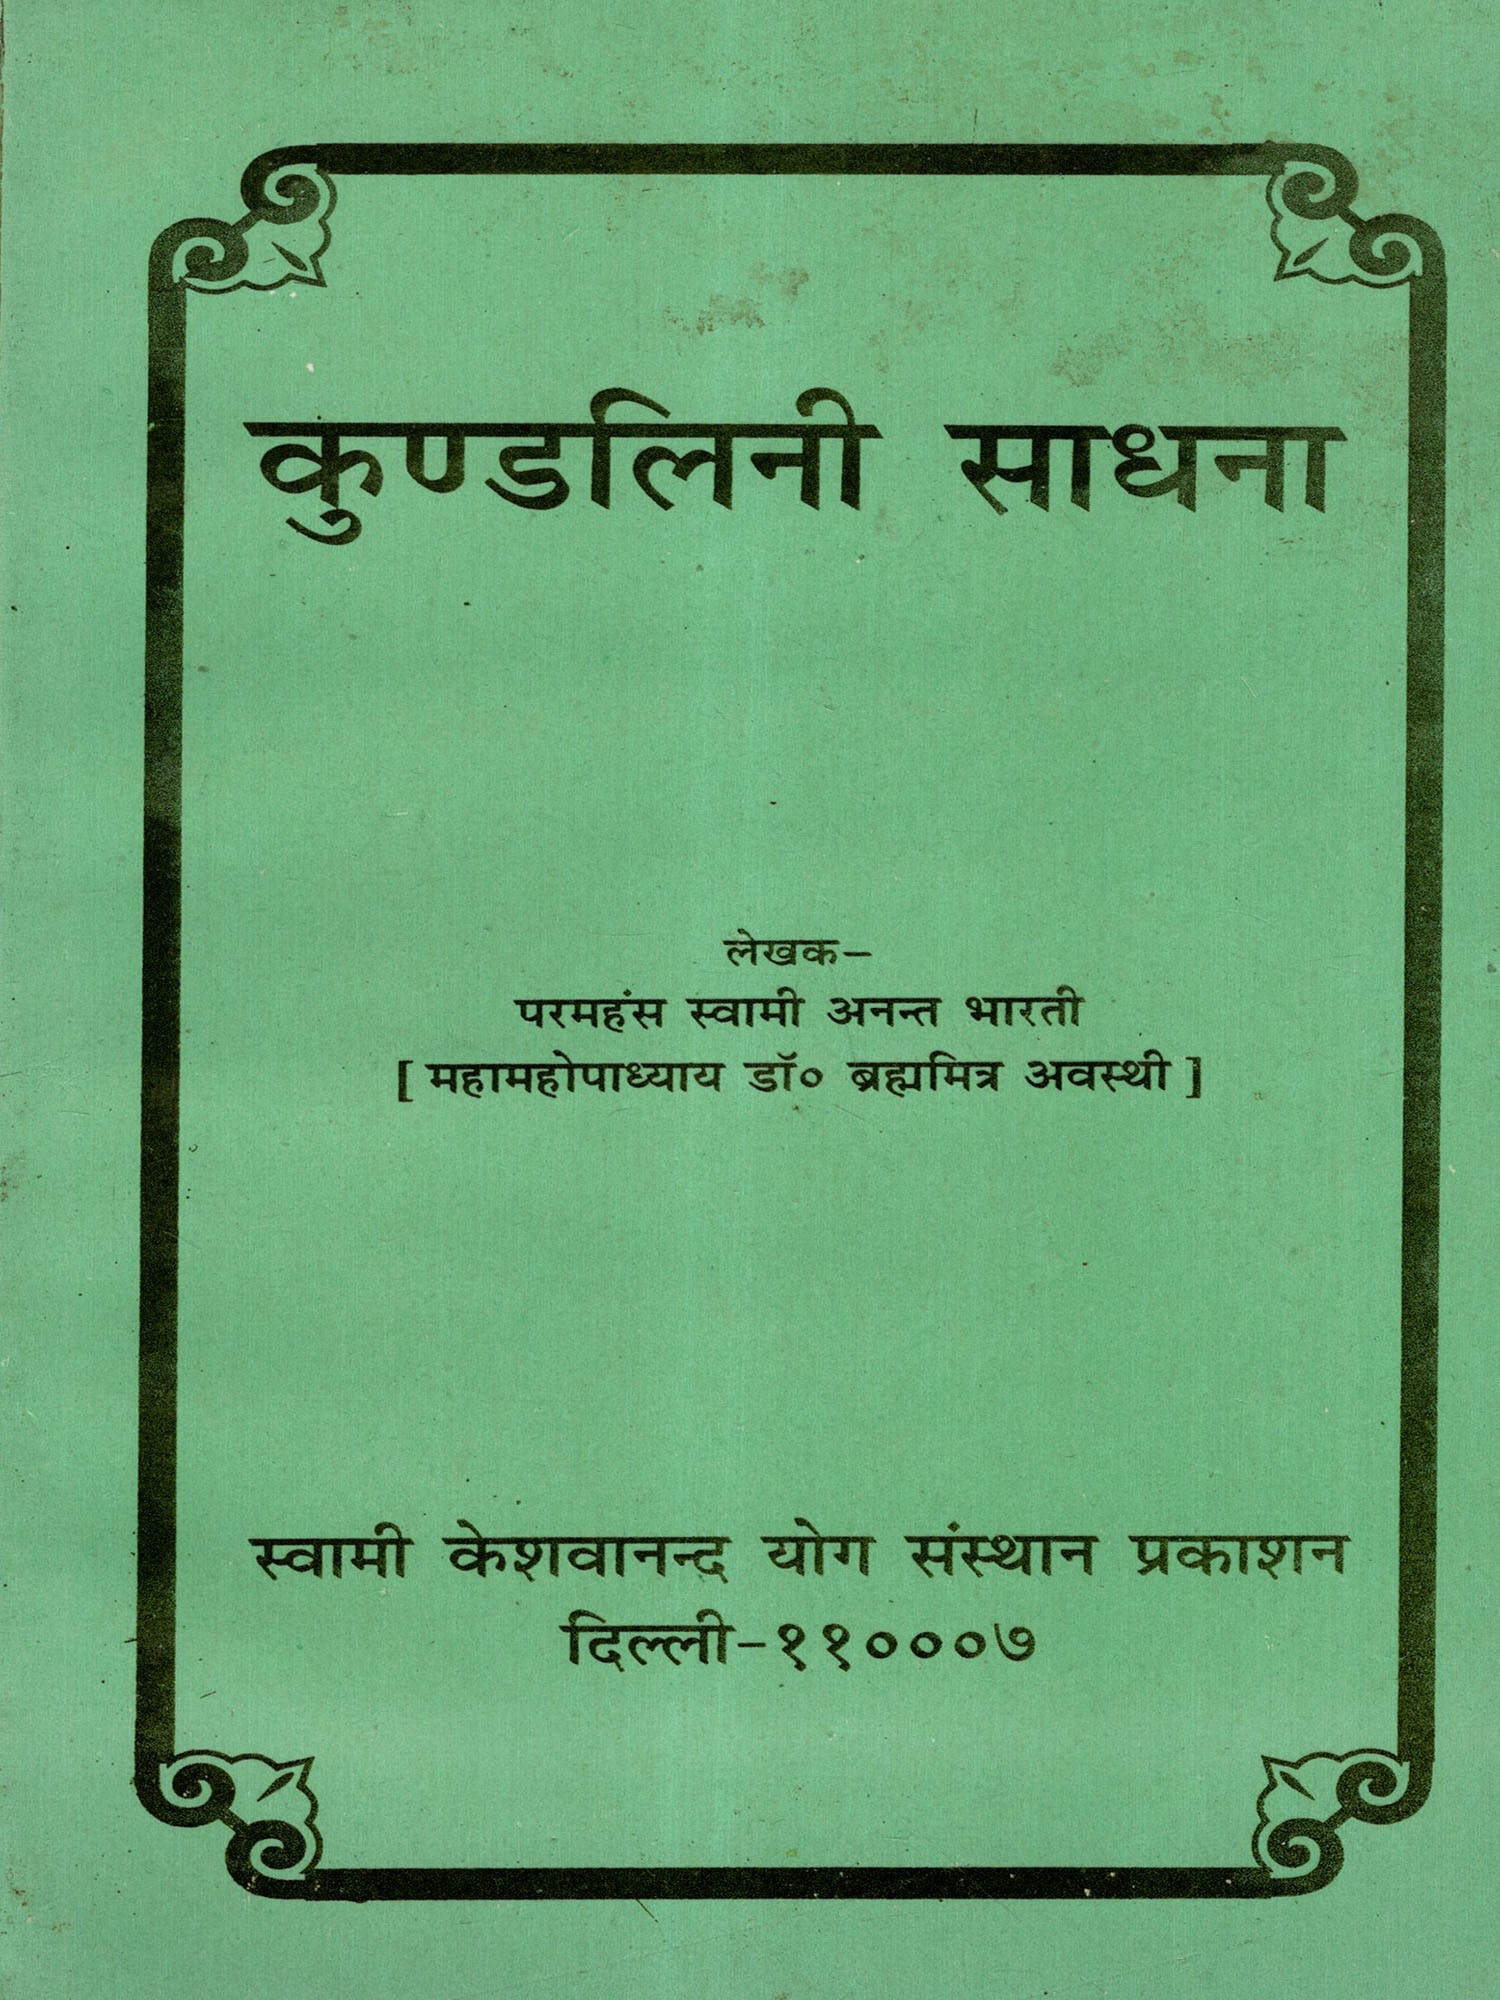 कुण्डलिनी साधना
लेखक–
परमहंस स्वामी अनन्त भारती
[ महामहोपाध्याय डॉ० ब्रह्ममित्र अवस्थी ]
स्वामी केशवानन्द योग संस्थान प्रकाशन
दिल्ली–११०००७